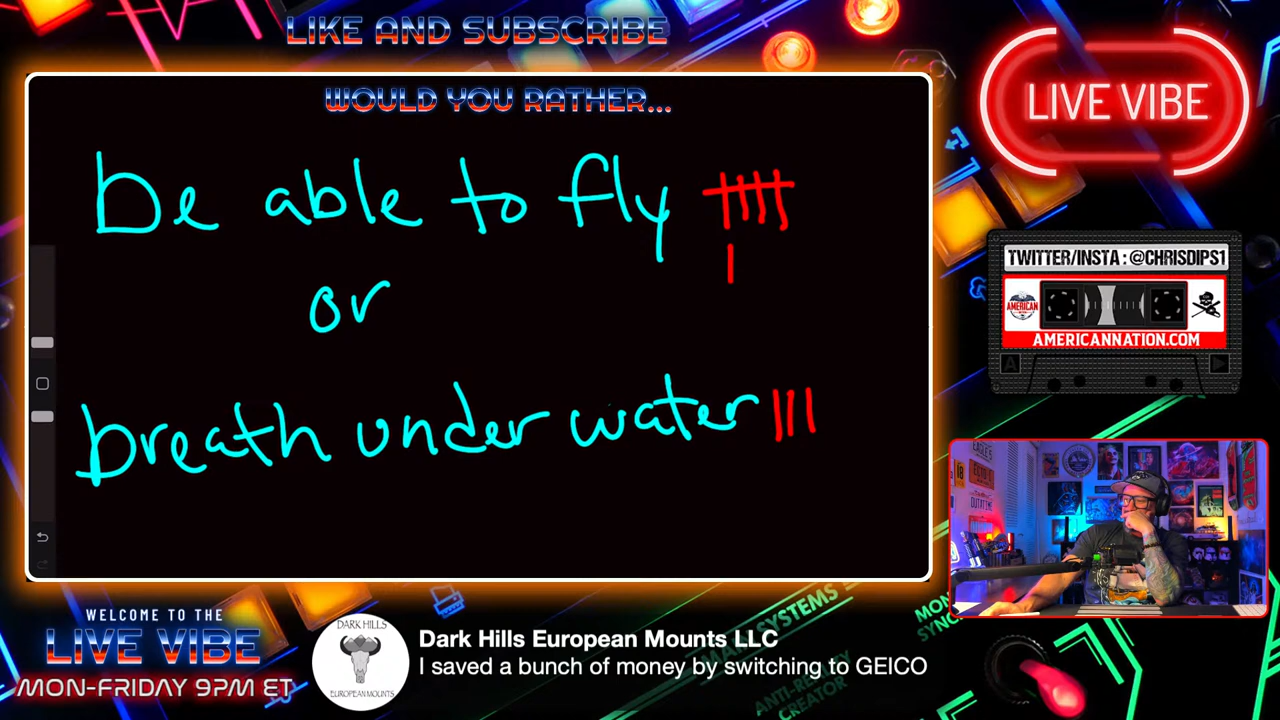 LIKE AND SUBSCRIBE
WOULD YOU RATHER...
be able to fly
or
breath under water
LIVE VIBE
TWITTER/INSTA : @CHRISDIPS1
AMERICAN
AMERICANNATION.COM
A
WELCOME TO THE
LIVE VIBE
MON-FRIDAY 9PM ET
DARK HILLS
EUROPEAN MOUNTS
Dark Hills European Mounts LLC
I saved a bunch of money by switching to GEICO